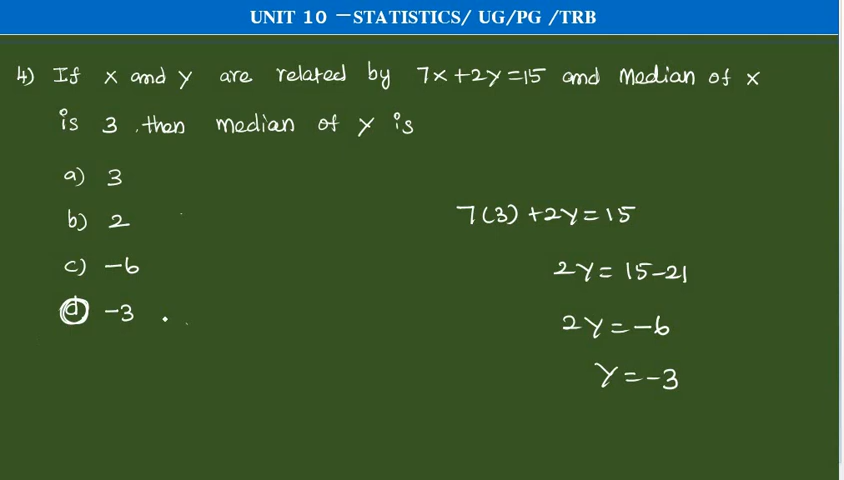 UNIT 10 – STATISTICS/ UG/PG /TRB
4) If x and y are related by 7x+2y=15 and Median of x
is 3, then median of y is
a) 3
b) 2
c) -6
d) -3 .
7(3) +2y=15
2y= 15-21
2y=-6
y=-3